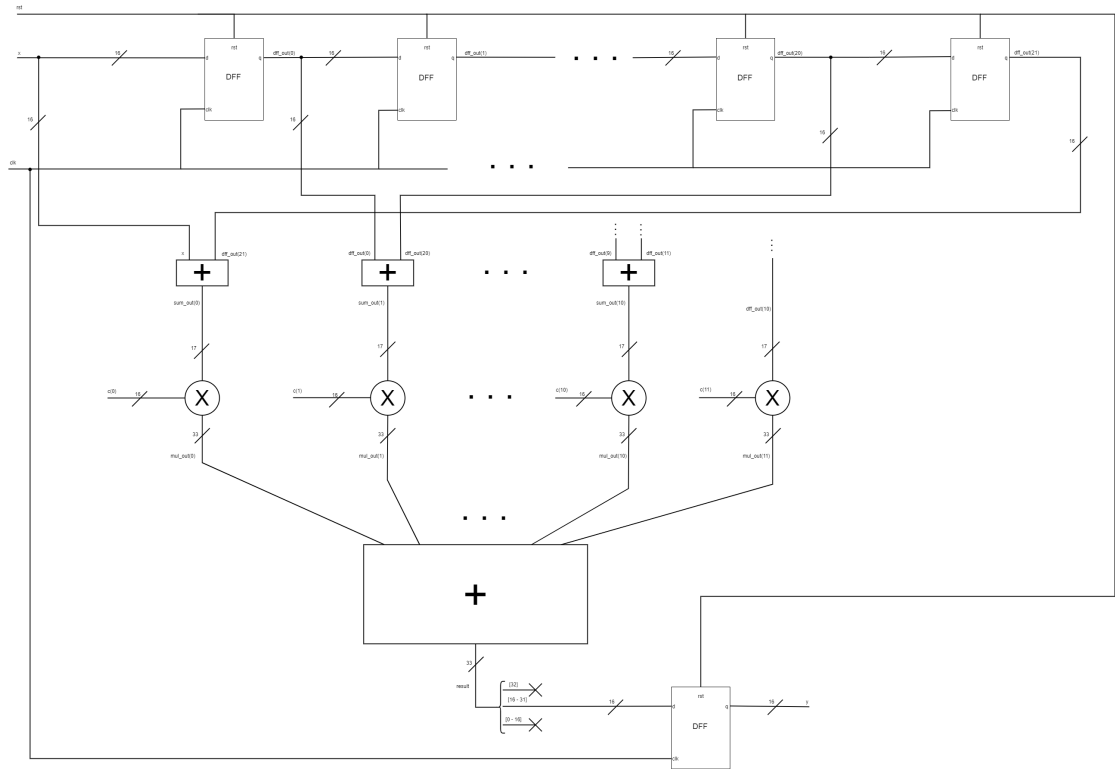 rst
rst rst rst rst
x 16 d q dff_out(0) 16 d q dff_out(1) 16 d q dff_out(20) 16 d q dff_out(21)
DFF DFF DFF DFF
clk clk clk clk
16 16 16 16
clk
x dff_out(21) dff_out(0) dff_out(20) dff_out(9) dff_out(11)
+ + +
sum_out(0) sum_out(1) sum_out(10) dff_out(10)
17 17 17 17
c(0) 16 X c(1) 16 X c(10) 16 X c(11) 16 X
33 33 33 33
mul_out(0) mul_out(1) mul_out(10) mul_out(11)
+
33
result
[32]
[16 - 31] 16
[0 - 16]
rst
d q 16 y
DFF
clk